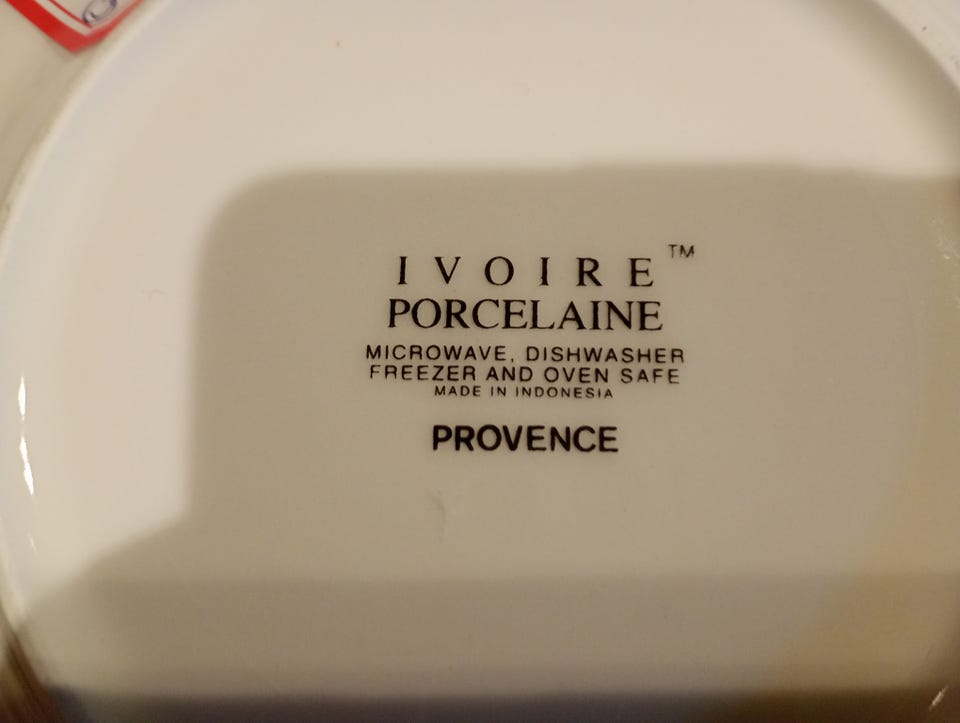 IVOIRE™
PORCELAINE
MICROWAVE, DISHWASHER
FREEZER AND OVEN SAFE
MADE IN INDONESIA
PROVENCE